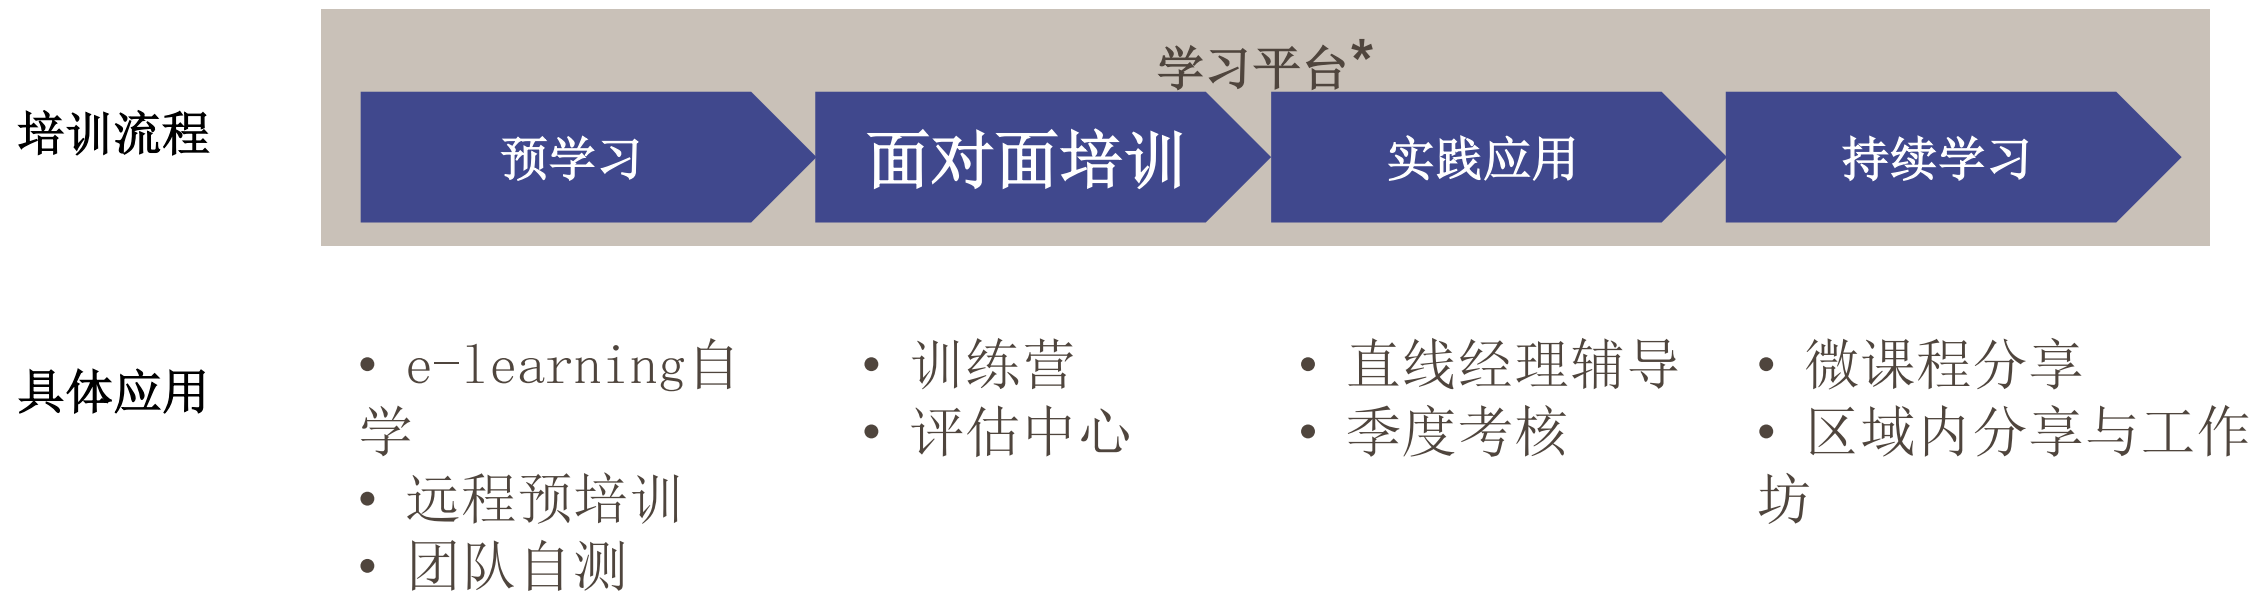 学习平台*
培训流程
预学习
面对面培训
实践应用
持续学习
具体应用
• e-learning自
学
• 远程预培训
• 团队自测
• 训练营
• 评估中心
• 直线经理辅导
• 季度考核
• 微课程分享
• 区域内分享与工作
坊